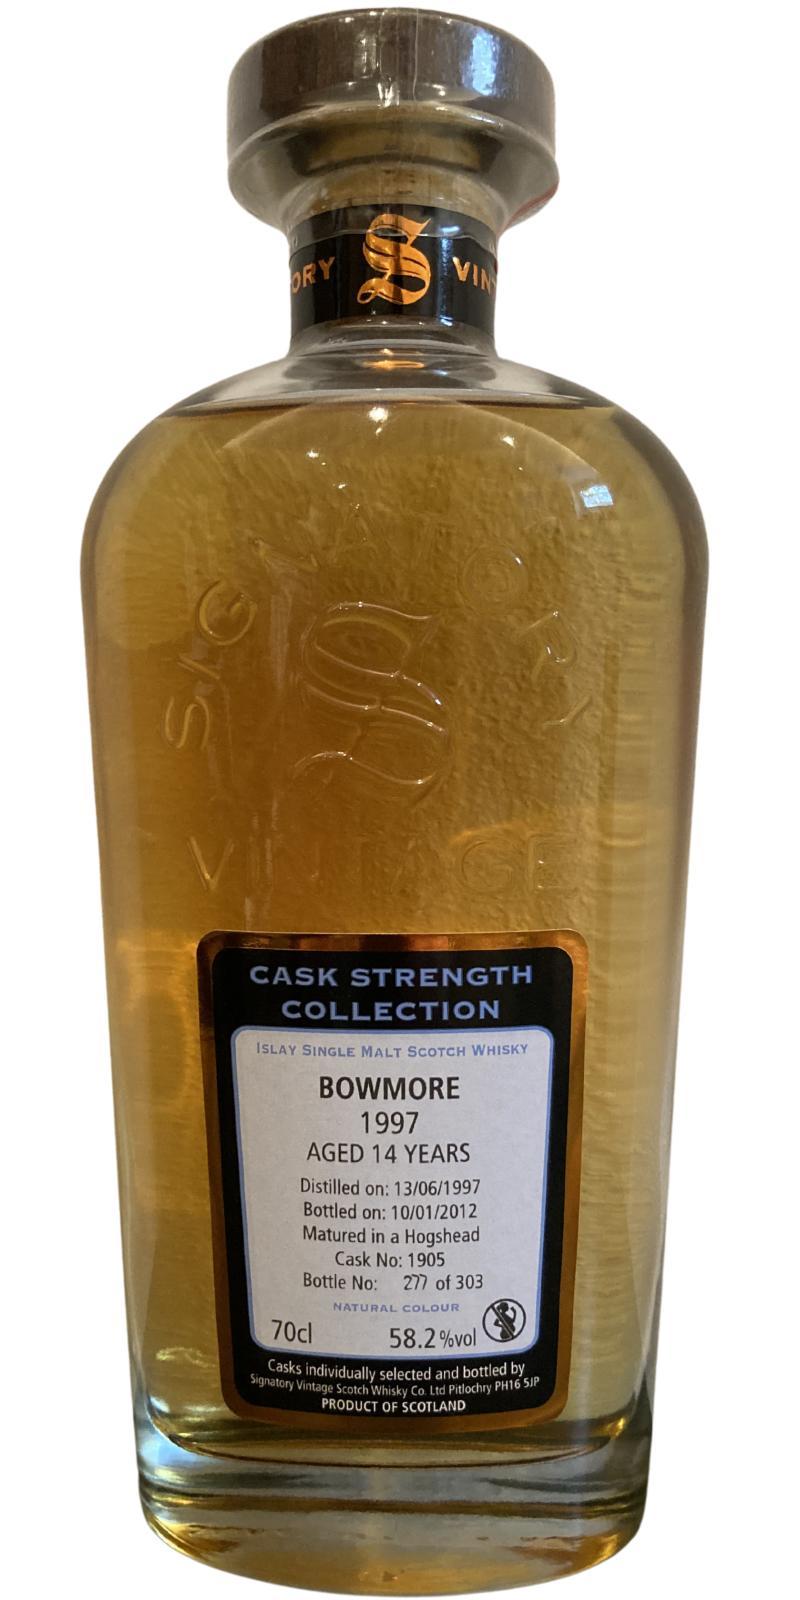 ORY S VIN
SIGNATORY
S
VINTAGE
CASK STRENGTH
COLLECTION
ISLAY SINGLE MALT SCOTCH WHISKY
BOWMORE
1997
AGED 14 YEARS
Distilled on: 13/06/1997
Bottled on: 10/01/2012
Matured in a Hogshead
Cask No: 1905
Bottle No: 277 of 303
NATURAL COLOUR
70cl 58.2%vol
Casks individually selected and bottled by
Signatory Vintage Scotch Whisky Co. Ltd Pitlochry PH16 5JP
PRODUCT OF SCOTLAND